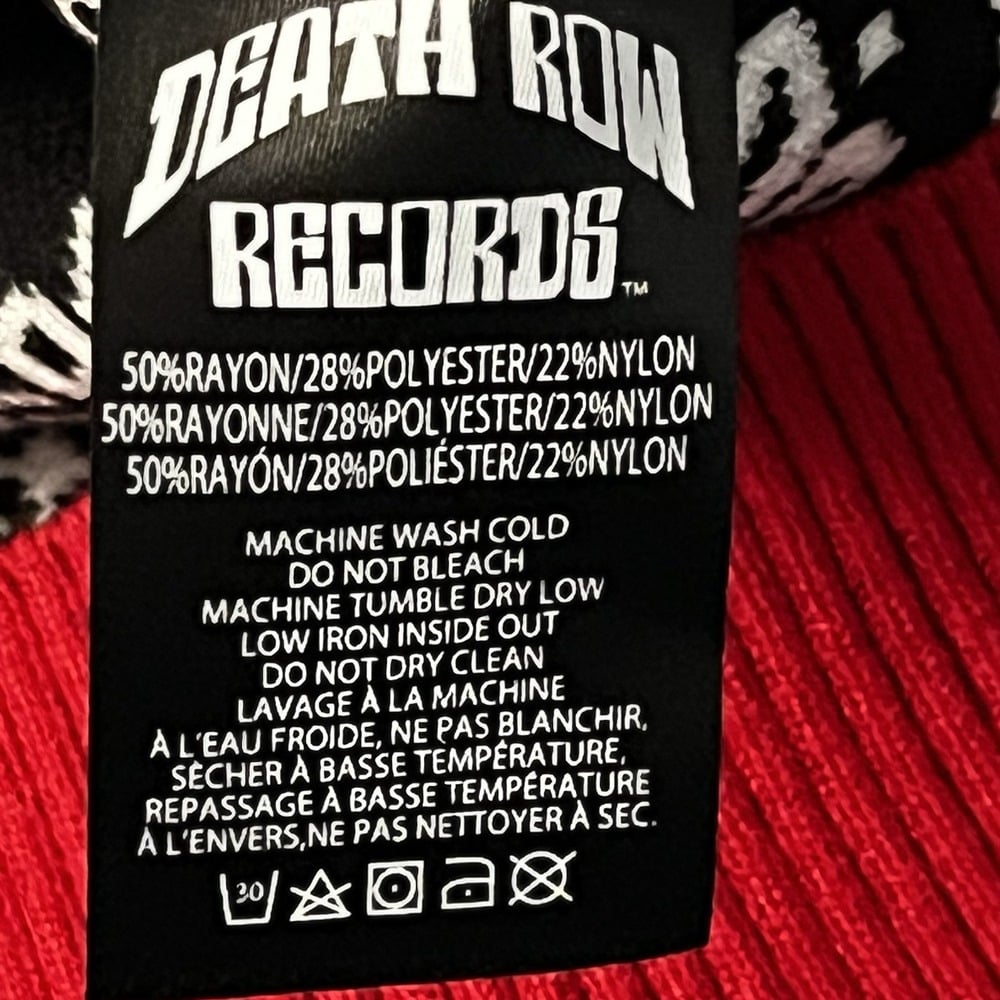 DEATH ROW
RECORDS™
50%RAYON/28%POLYESTER/22%NYLON
50%RAYONNE/28%POLYESTER/22%NYLON
50%RAYÓN/28%POLIÉSTER/22%NYLON
MACHINE WASH COLD
DO NOT BLEACH
MACHINE TUMBLE DRY LOW
LOW IRON INSIDE OUT
DO NOT DRY CLEAN
LAVAGE À LA MACHINE
À L'EAU FROIDE, NE PAS BLANCHIR,
SÈCHER À BASSE TEMPÉRATURE,
REPASSAGE À BASSE TEMPÉRATURE
À L'ENVERS,NE PAS NETTOYER À SEC.
30